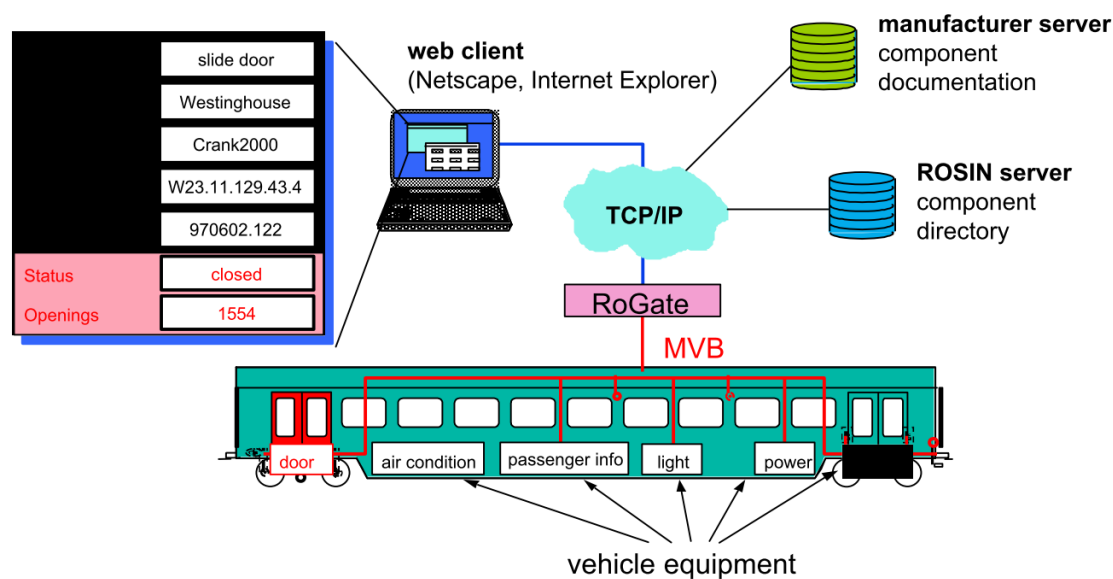 slide door
Westinghouse
Crank2000
W23.11.129.43.4
970602.122
Status
closed
Openings
1554
web client
(Netscape, Internet Explorer)
manufacturer server
component
documentation
TCP/IP
ROSIN server
component
directory
RoGate
MVB
door
air condition
passenger info
light
power
vehicle equipment